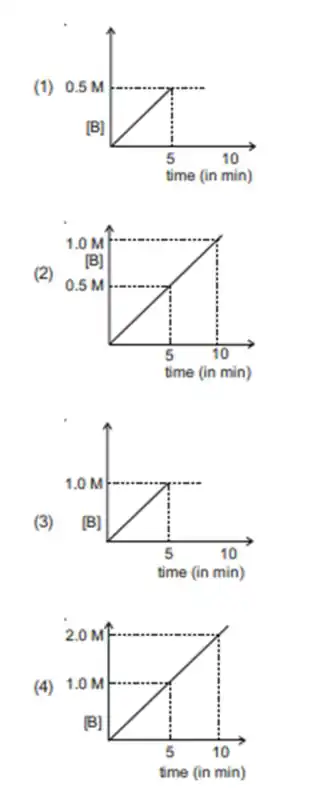 (1) 0.5 M
[B]
5 10
time (in min)
1.0 M
[B]
(2)
0.5 M
5 10
time (in min)
1.0 M
(3) [B]
5 10
time (in min)
2.0 M
(4) 1.0 M
[B]
5 10
time (in min)